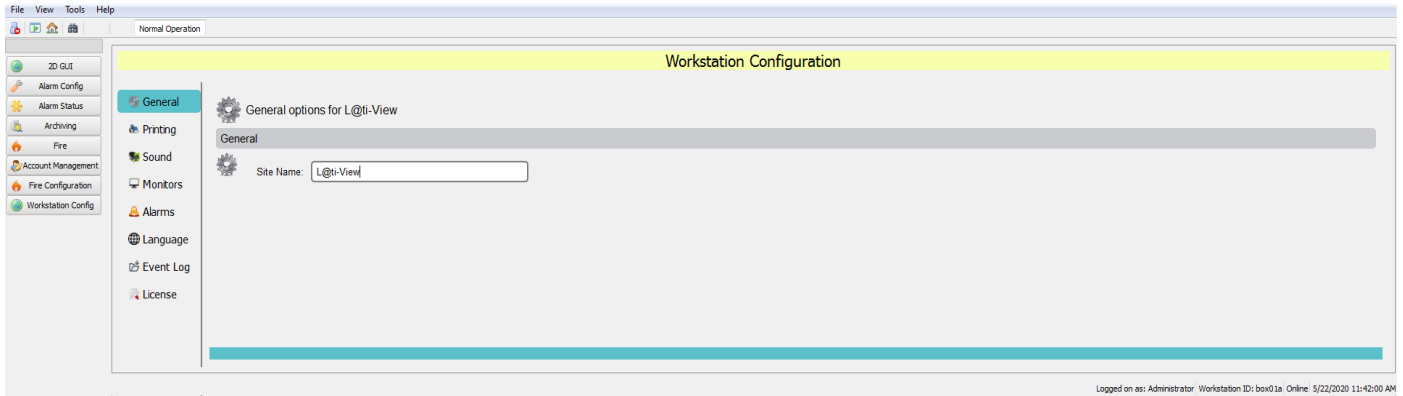 File View Tools Help
Normal Operation
2D GUI
Alarm Config
Alarm Status
Archiving
Fire
Account Management
Fire Configuration
Workstation Config
Workstation Configuration
General
Printing
Sound
Monitors
Alarms
Language
Event Log
License
General options for L@ti-View
General
Site Name: L@ti-View
Logged on as: Administrator Workstation ID: box01a Online 5/22/2020 11:42:00 AM